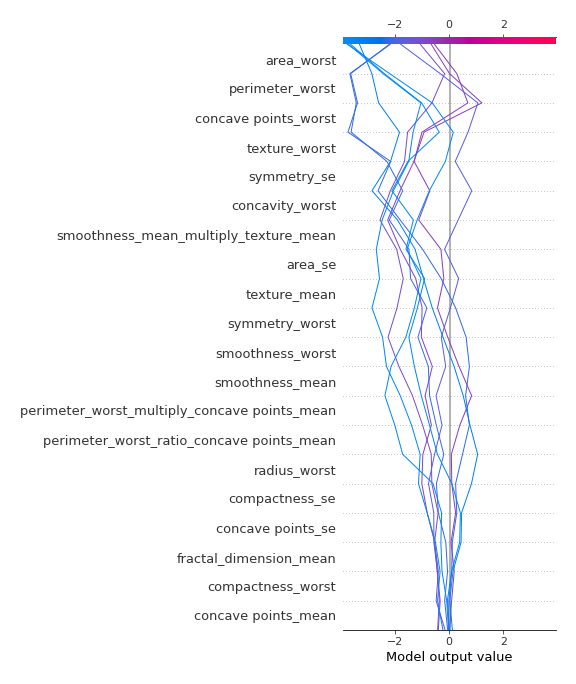 −2 0 2
area_worst
perimeter_worst
concave points_worst
texture_worst
symmetry_se
concavity_worst
smoothness_mean_multiply_texture_mean
area_se
texture_mean
symmetry_worst
smoothness_worst
smoothness_mean
perimeter_worst_multiply_concave points_mean
perimeter_worst_ratio_concave points_mean
radius_worst
compactness_se
concave points_se
fractal_dimension_mean
compactness_worst
concave points_mean
−2 0 2
Model output value